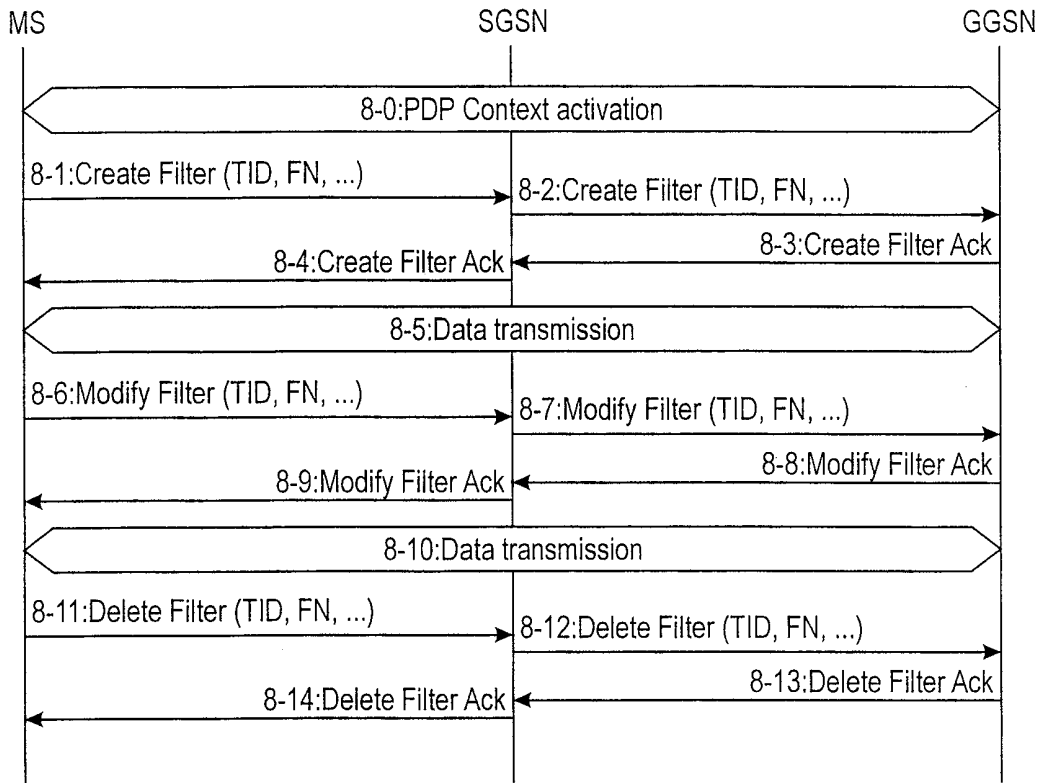 MS SGSN GGSN
8-0:PDP Context activation
8-1:Create Filter (TID, FN, ...)
8-2:Create Filter (TID, FN, ...)
8-3:Create Filter Ack
8-4:Create Filter Ack
8-5:Data transmission
8-6:Modify Filter (TID, FN, ...)
8-7:Modify Filter (TID, FN, ...)
8-8:Modify Filter Ack
8-9:Modify Filter Ack
8-10:Data transmission
8-11:Delete Filter (TID, FN, ...)
8-12:Delete Filter (TID, FN, ...)
8-13:Delete Filter Ack
8-14:Delete Filter Ack